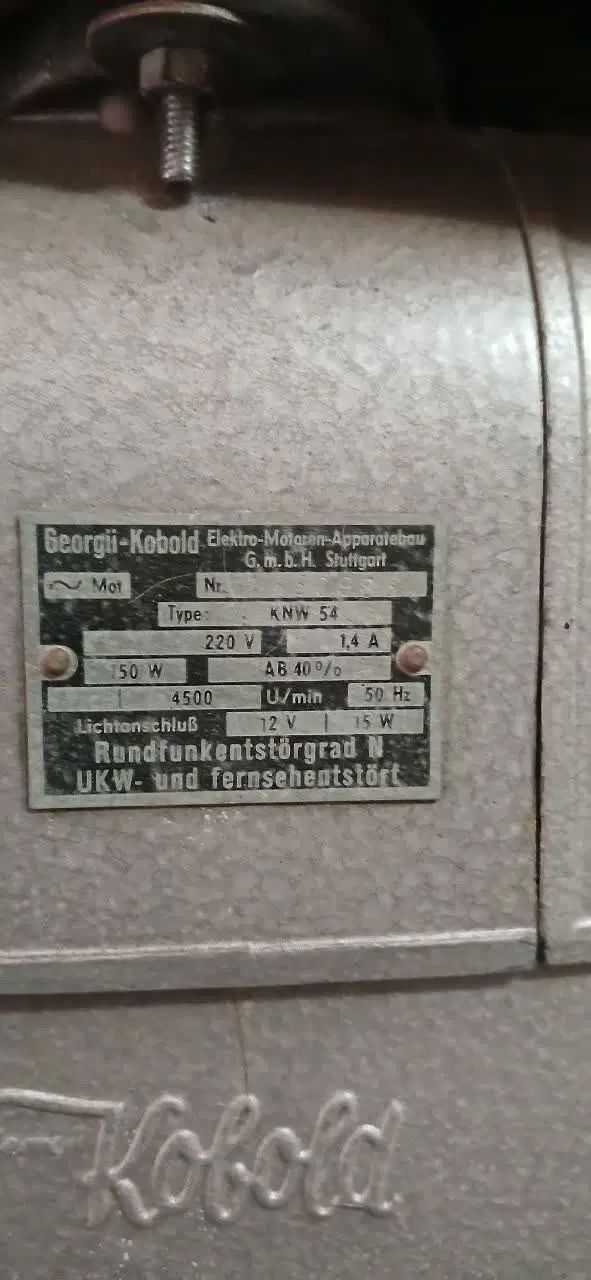 Georgii-Kobold Elektro-Motoren-Apparatebau
G.m.b.H. Stuttgart
~ Mot Nr.
Type: KNW 54
220 V 1,4 A
150 W AB 40%
4500 U/min 50 Hz
Lichtanschluß 12 V 15 W
Rundfunkentstörgrad N
UKW- und fernsehentstört
Kobold